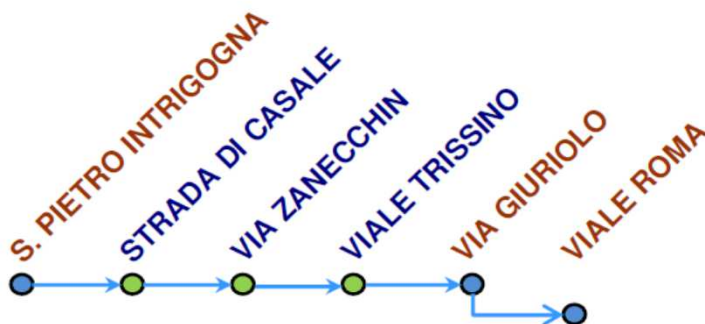 S. PIETRO INTRIGOGNA
STRADA DI CASALE
VIA ZANECCHIN
VIALE TRISSINO
VIA GIURIOLO
VIALE ROMA